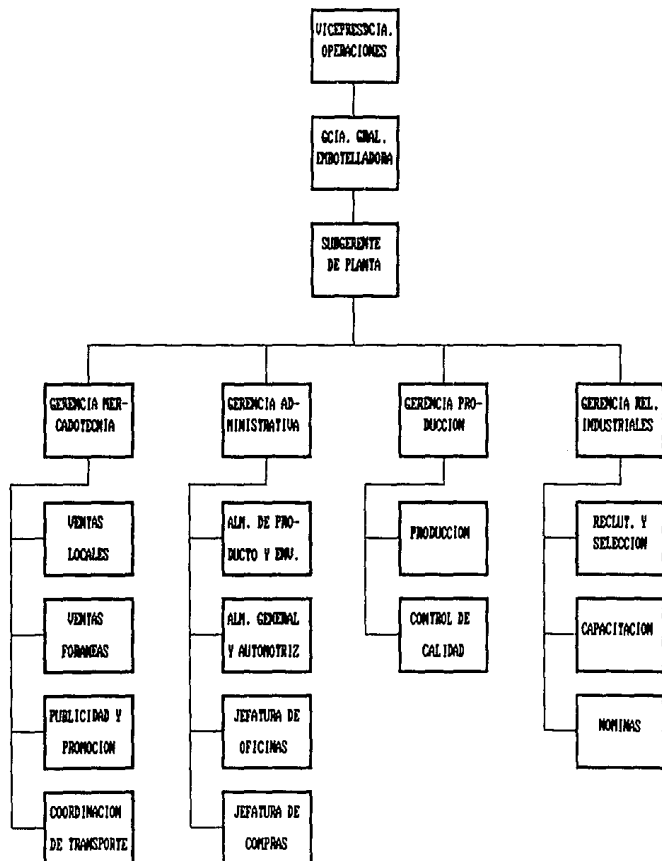 VICEPRESDCIA.
OPERACIONES
GCIA. GRAL.
EMBOTELLADORA
SUBGERENTE
DE PLANTA
GERENCIA MER-
CADOTECNIA
GERENCIA AD-
MINISTRATIVA
GERENCIA PRO-
DUCCION
GERENCIA REL.
INDUSTRIALES
VENTAS
LOCALES
VENTAS
FORANEAS
PUBLICIDAD Y
PROMOCION
COORDINACION
DE TRANSPORTE
ALM. DE PRO-
DUCTO Y ENV.
ALM. GENERAL
Y AUTOMOTRIZ
JEFATURA DE
OFICINAS
JEFATURA DE
COMPRAS
PRODUCCION
CONTROL DE
CALIDAD
RECLUT. Y
SELECCION
CAPACITACION
NOMINAS